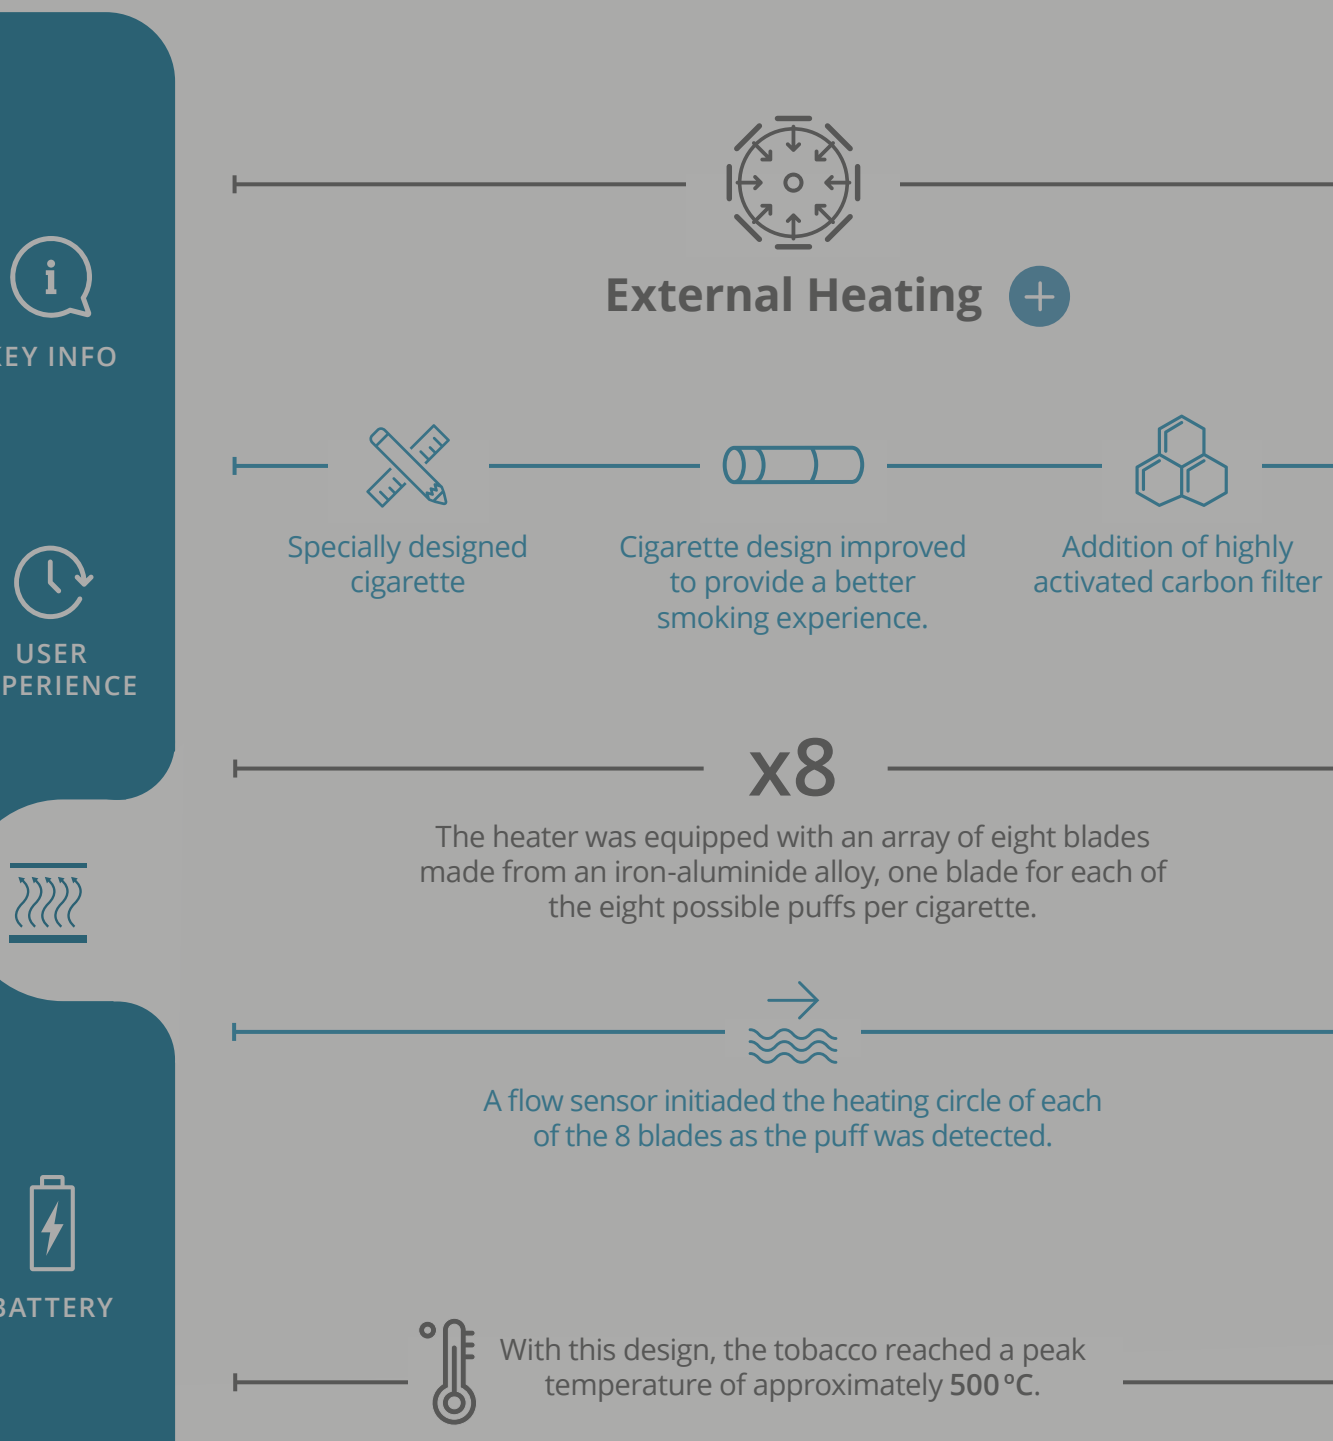 External Heating
Specially designed
cigarette
Cigarette design improved
to provide a better
smoking experience.
Addition of highly
activated carbon filter
x8
The heater was equipped with an array of eight blades
made from an iron-aluminide alloy, one blade for each of
the eight possible puffs per cigarette.
A flow sensor initiaded the heating circle of each
of the 8 blades as the puff was detected.
With this design, the tobacco reached a peak
temperature of approximately 500 °C.
i
KEY INFO
USER
PERIENCE
BATTERY